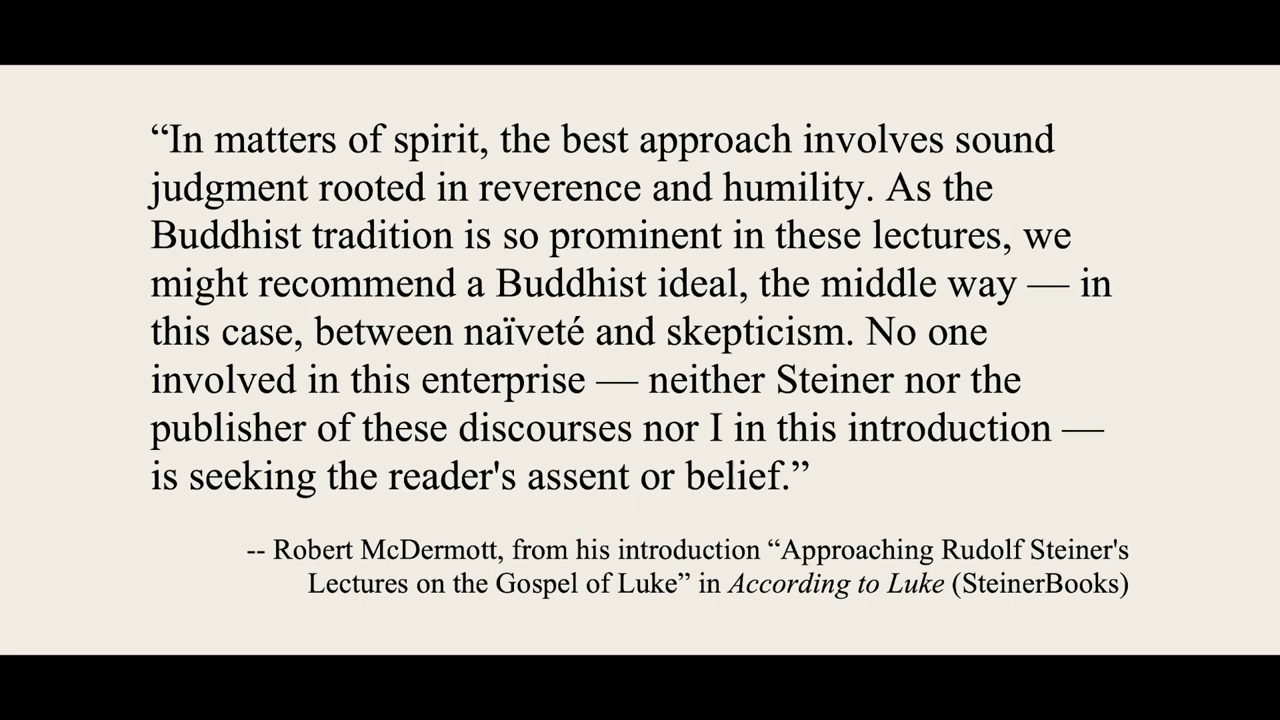 “In matters of spirit, the best approach involves sound
judgment rooted in reverence and humility. As the
Buddhist tradition is so prominent in these lectures, we
might recommend a Buddhist ideal, the middle way — in
this case, between naïveté and skepticism. No one
involved in this enterprise — neither Steiner nor the
publisher of these discourses nor I in this introduction —
is seeking the reader's assent or belief.”
-- Robert McDermott, from his introduction “Approaching Rudolf Steiner's
Lectures on the Gospel of Luke” in According to Luke (SteinerBooks)